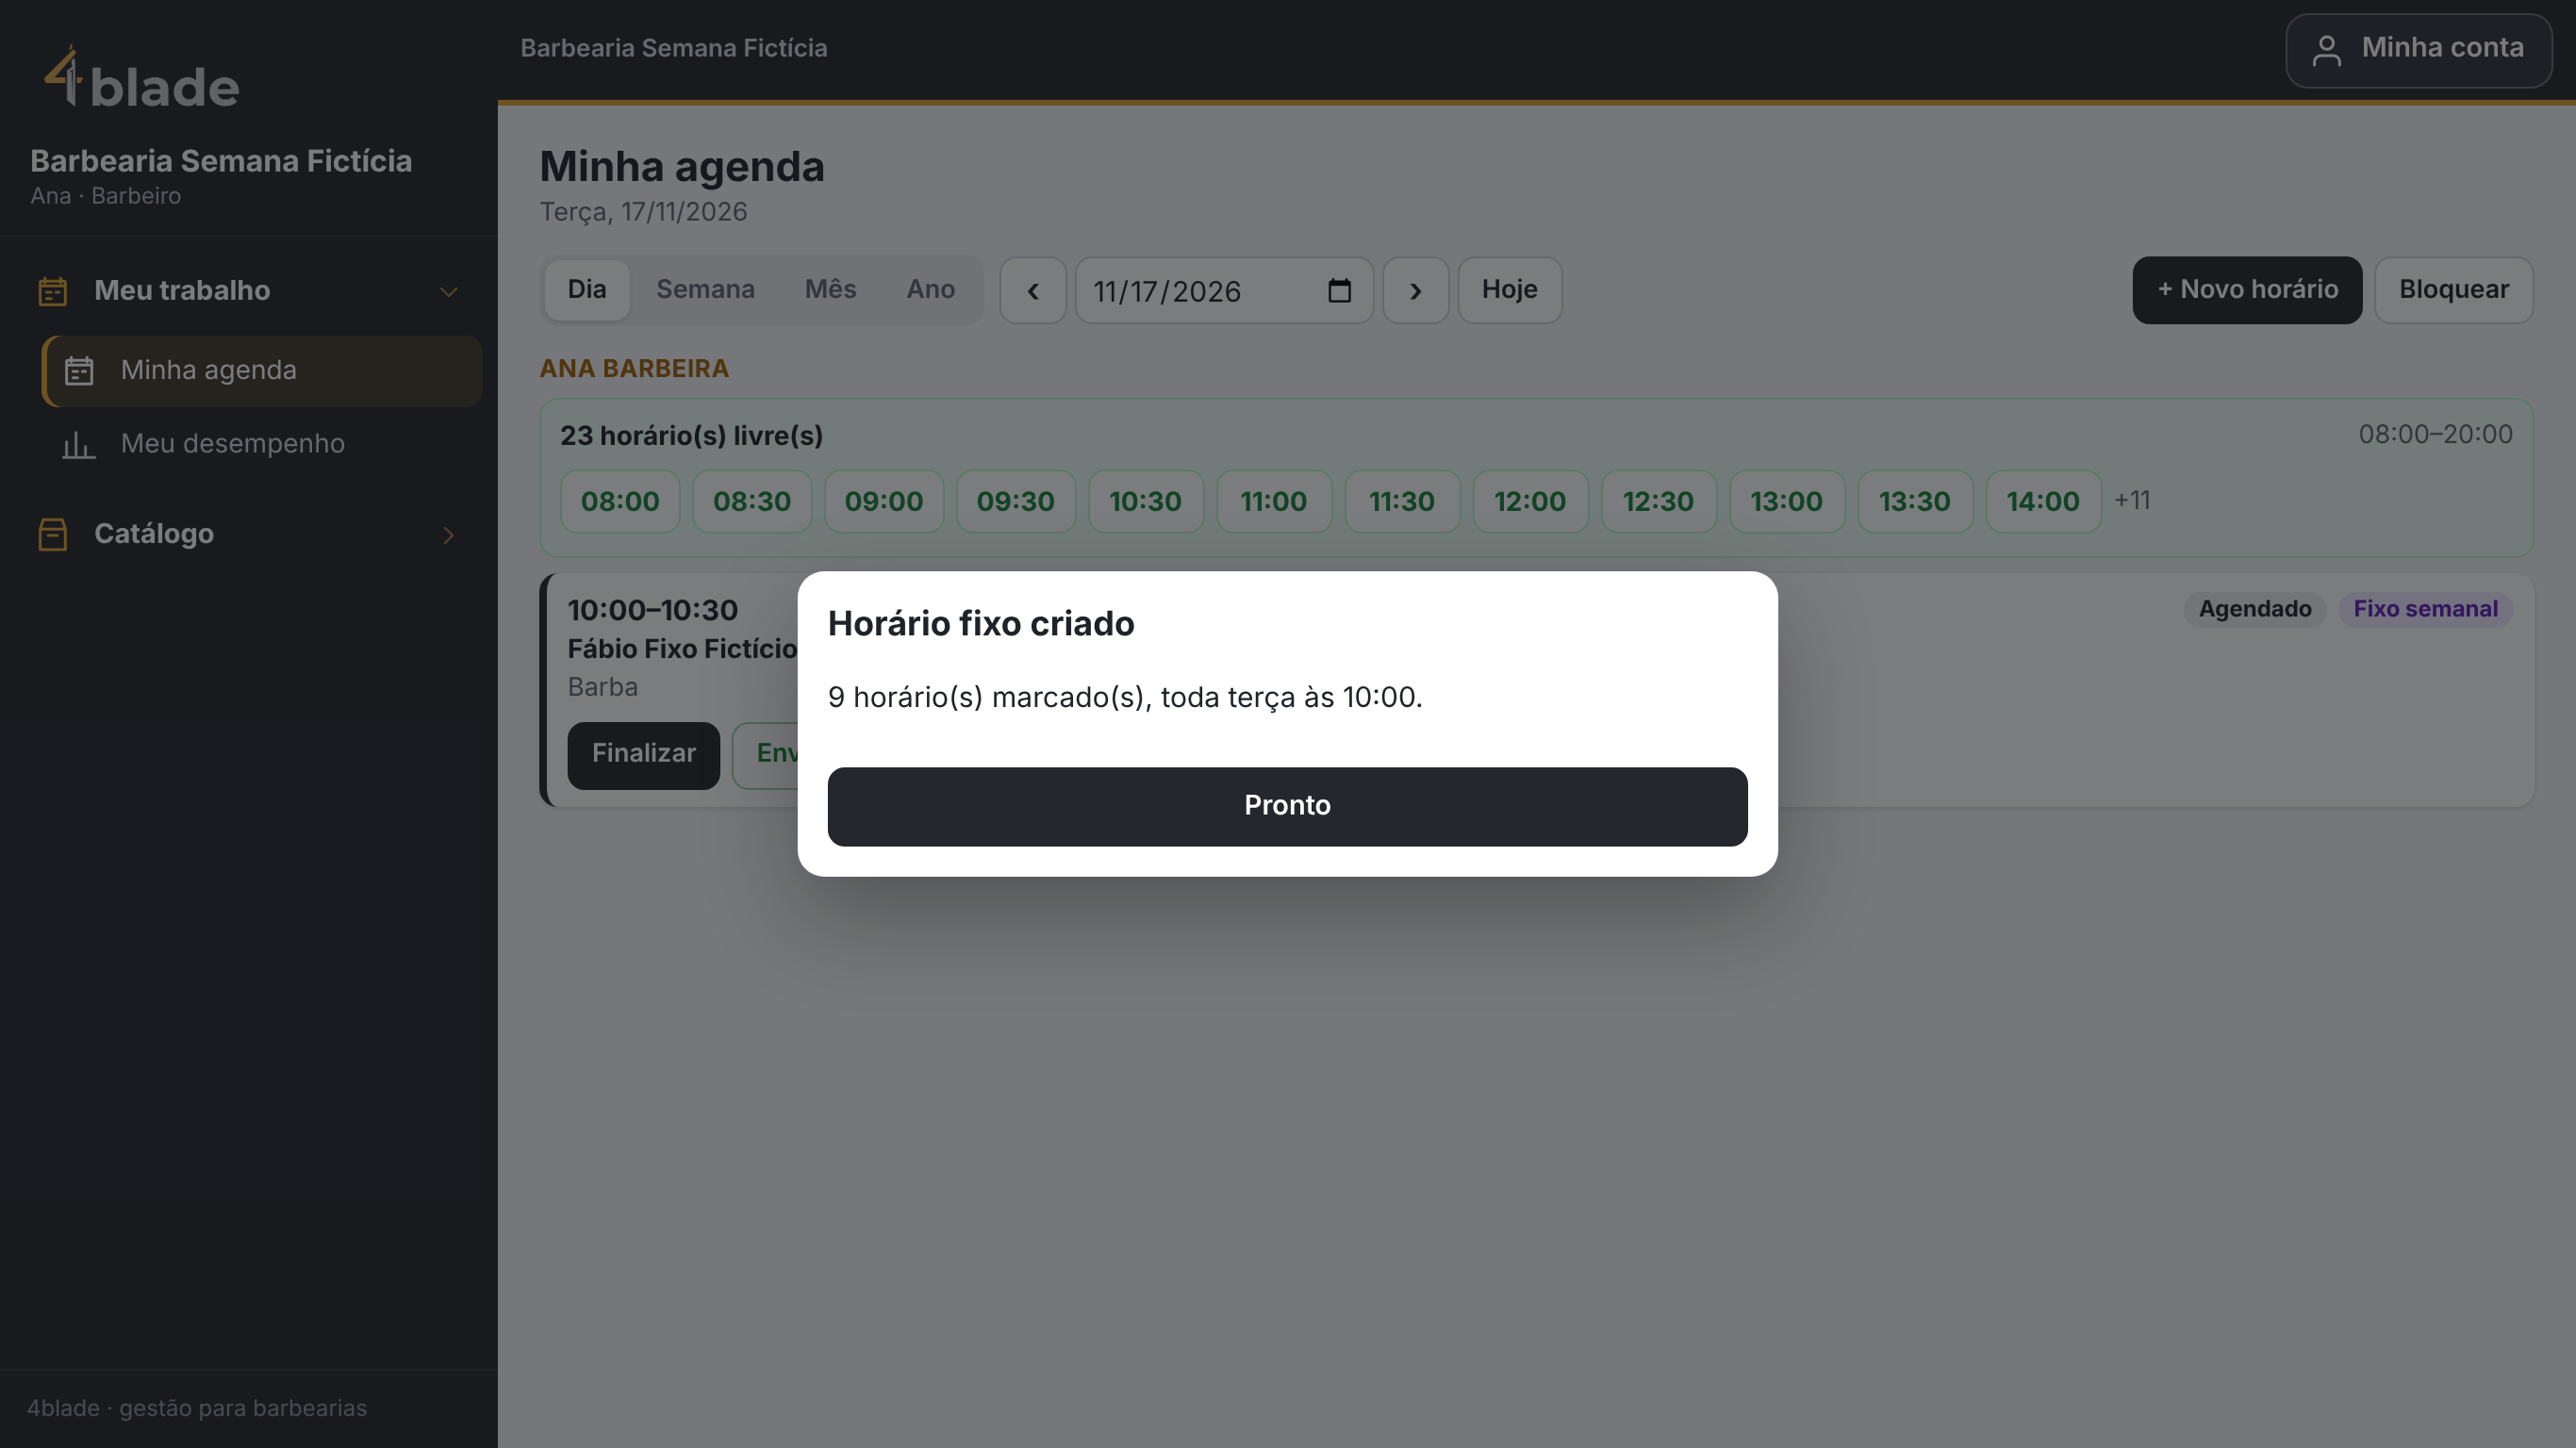 4blade
Barbearia Semana Fictícia
Ana · Barbeiro
Meu trabalho
Minha agenda
Meu desempenho
Catálogo
4blade · gestão para barbearias
Barbearia Semana Fictícia
Minha conta
Minha agenda
Terça, 17/11/2026
Dia Semana Mês Ano ‹ 11/17/2026 › Hoje + Novo horário Bloquear
ANA BARBEIRA
23 horário(s) livre(s) 08:00–20:00
08:00 08:30 09:00 09:30 10:30 11:00 11:30 12:00 12:30 13:00 13:30 14:00 +11
10:00–10:30 Agendado Fixo semanal
Fábio Fixo Fictício
Barba
Finalizar Env
Horário fixo criado
9 horário(s) marcado(s), toda terça às 10:00.
Pronto